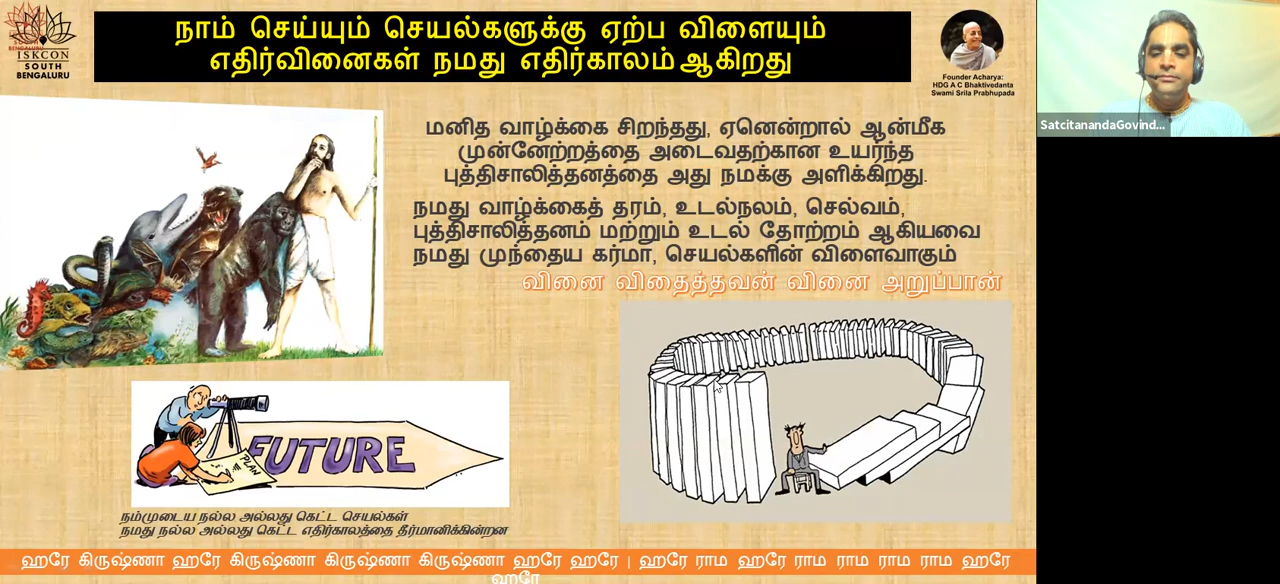 நாம் செய்யும் செயல்களுக்கு ஏற்ப விளையும்
எதிர்வினைகள் நமது எதிர்காலம் ஆகிறது
ISKCON
SOUTH
BENGALURU
Founder Acharya:
HDG A C Bhaktivedanta
Swami Srila Prabhupada
SatcitanandaGovind...
மனித வாழ்க்கை சிறந்தது, ஏனென்றால் ஆன்மீக
முன்னேற்றத்தை அடைவதற்கான உயர்ந்த
புத்திசாலித்தனத்தை அது நமக்கு அளிக்கிறது.
நமது வாழ்க்கைத் தரம், உடல்நலம், செல்வம்,
புத்திசாலித்தனம் மற்றும் உடல் தோற்றம் ஆகியவை
நமது முந்தைய கர்மா, செயல்களின் விளைவாகும்
வினை விதைத்தவன் வினை அறுப்பான்
FUTURE
PLAN
நம்முடைய நல்ல அல்லது கெட்ட செயல்கள்
நமது நல்ல அல்லது கெட்ட எதிர்காலத்தை தீர்மானிக்கின்றன
ஹரே கிருஷ்ணா ஹரே கிருஷ்ணா கிருஷ்ணா கிருஷ்ணா ஹரே ஹரே | ஹரே ராம ஹரே ராம ராம ராம ஹரே
ஹரே